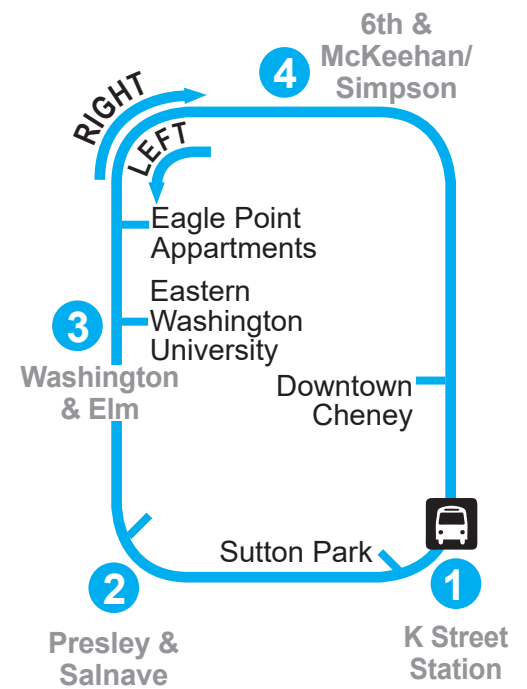 6th &
McKeehan/
Simpson
4
RIGHT
LEFT
Eagle Point
Appartments
Eastern
Washington
University
3
Washington
& Elm
Downtown
Cheney
Sutton Park
2
Presley &
Salnave
1
K Street
Station